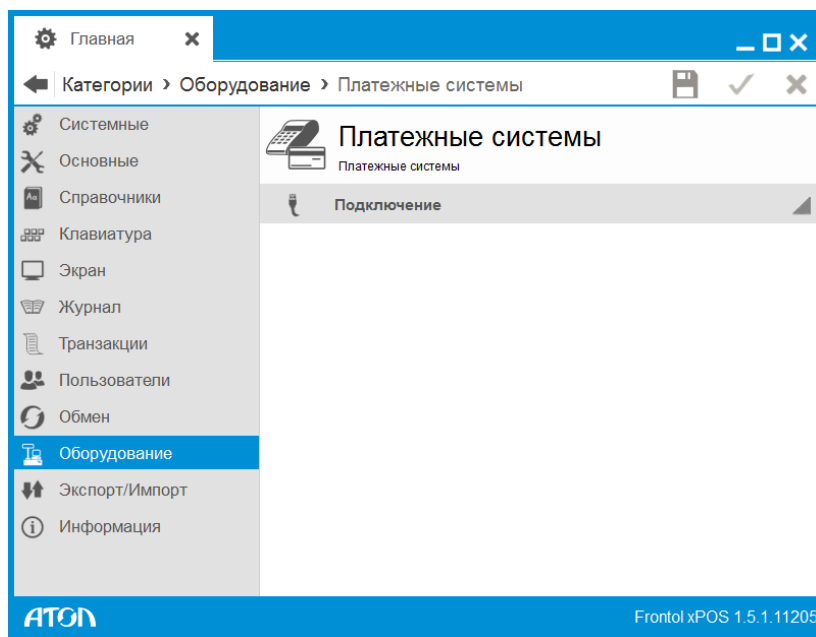 Главная
Категории › Оборудование › Платежные системы
Системные
Основные
Справочники
Клавиатура
Экран
Журнал
Транзакции
Пользователи
Обмен
Оборудование
Экспорт/Импорт
Информация
Платежные системы
Платежные системы
Подключение
АТОЛ
Frontol xPOS 1.5.1.11205